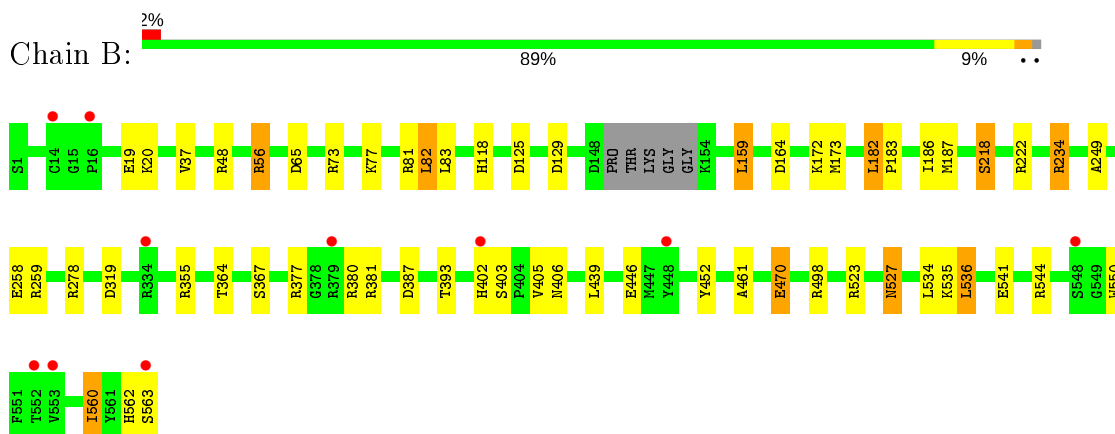 2%
Chain B:
89% 9% • •
S1 C14 G15 P16 E19 K20 V37 R48 R56 D65 R73 K77 R81 L82 L83 H118 D125 D129 D148 PRO THR LYS GLY GLY K154 L159 D164 K172 M173 L182 P183 I186 M187 S218 R222 R234 A249
E258 R259 R278 D319 R334 R355 T364 S367 R377 G378 R379 R380 R381 D387 T393 H402 S403 P404 V405 N406 L439 E446 M447 Y448 Y452 A461 E470 R498 R523 N527 L534 K535 L536 E541 R544 S548 G549 H550
F551 T552 V553 I560 Y561 H562 S563